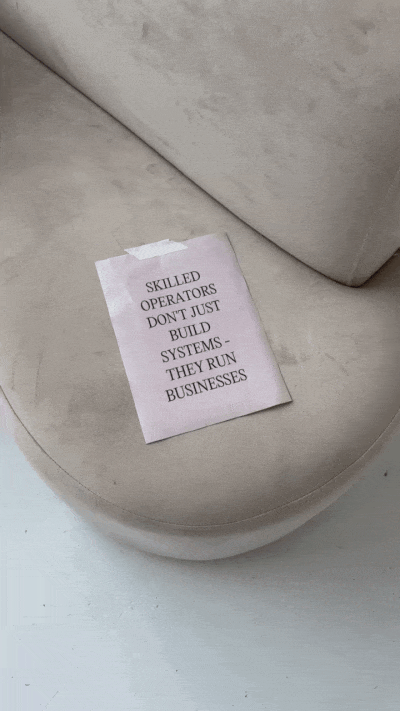 SKILLED
OPERATORS
DON'T JUST
BUILD
SYSTEMS -
THEY RUN
BUSINESSES